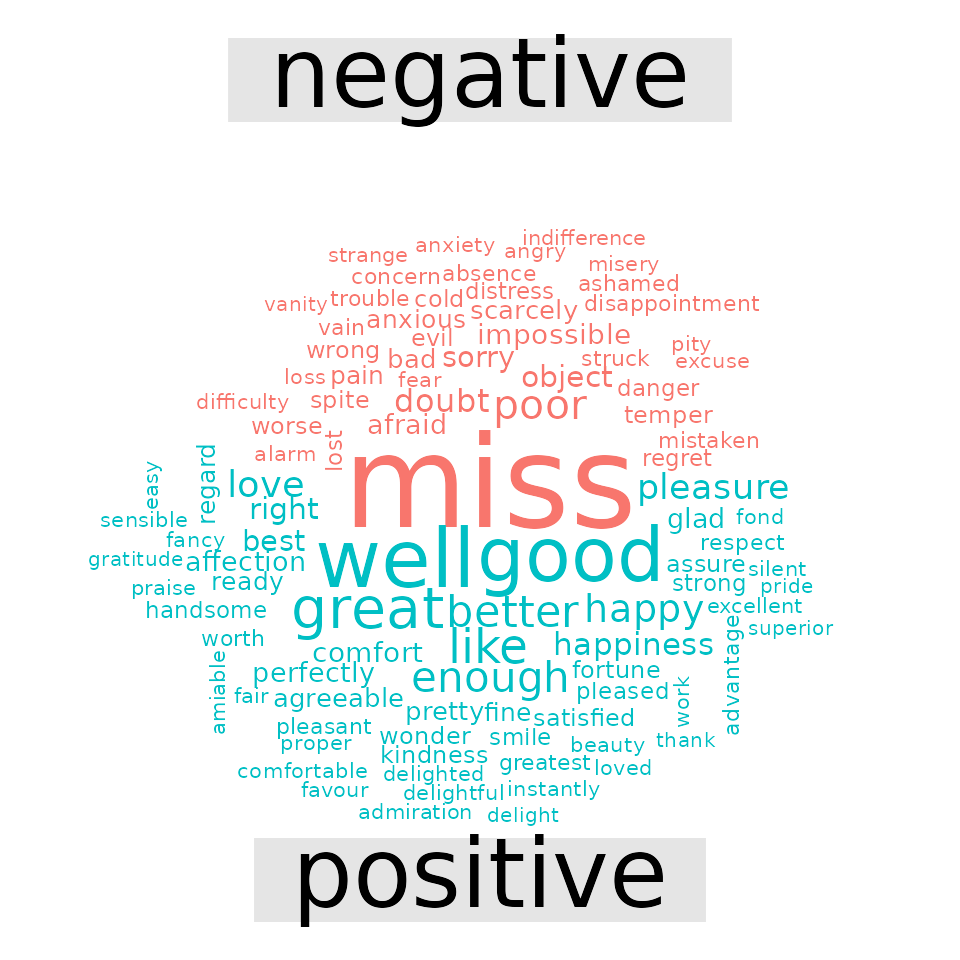 negative
indifference
anxiety
angry
strange
misery
concern absence
ashamed
distress
vanity trouble cold
disappointment
scarcely
anxious
vain
evil
impossible
wrong
pity
bad sorry
struck
excuse
loss pain fear
object
danger
difficulty spite
doubt poor
temper
worse
afraid
mistaken
alarm
lost
miss
regret
easy
regard
love
pleasure
right
sensible
glad fond
fancy best
respect
gratitude affection
well good
assure silent
ready
strong pride
praise
handsome
great better happy
excellent
superior
worth
like
happiness
comfort
advantage
perfectly
enough
fortune
amiable
fair agreeable
pleased
work
pretty fine satisfied
pleasant
wonder smile
proper
beauty thank
kindness
greatest loved
comfortable delighted
favour
delightful instantly
admiration delight
positive